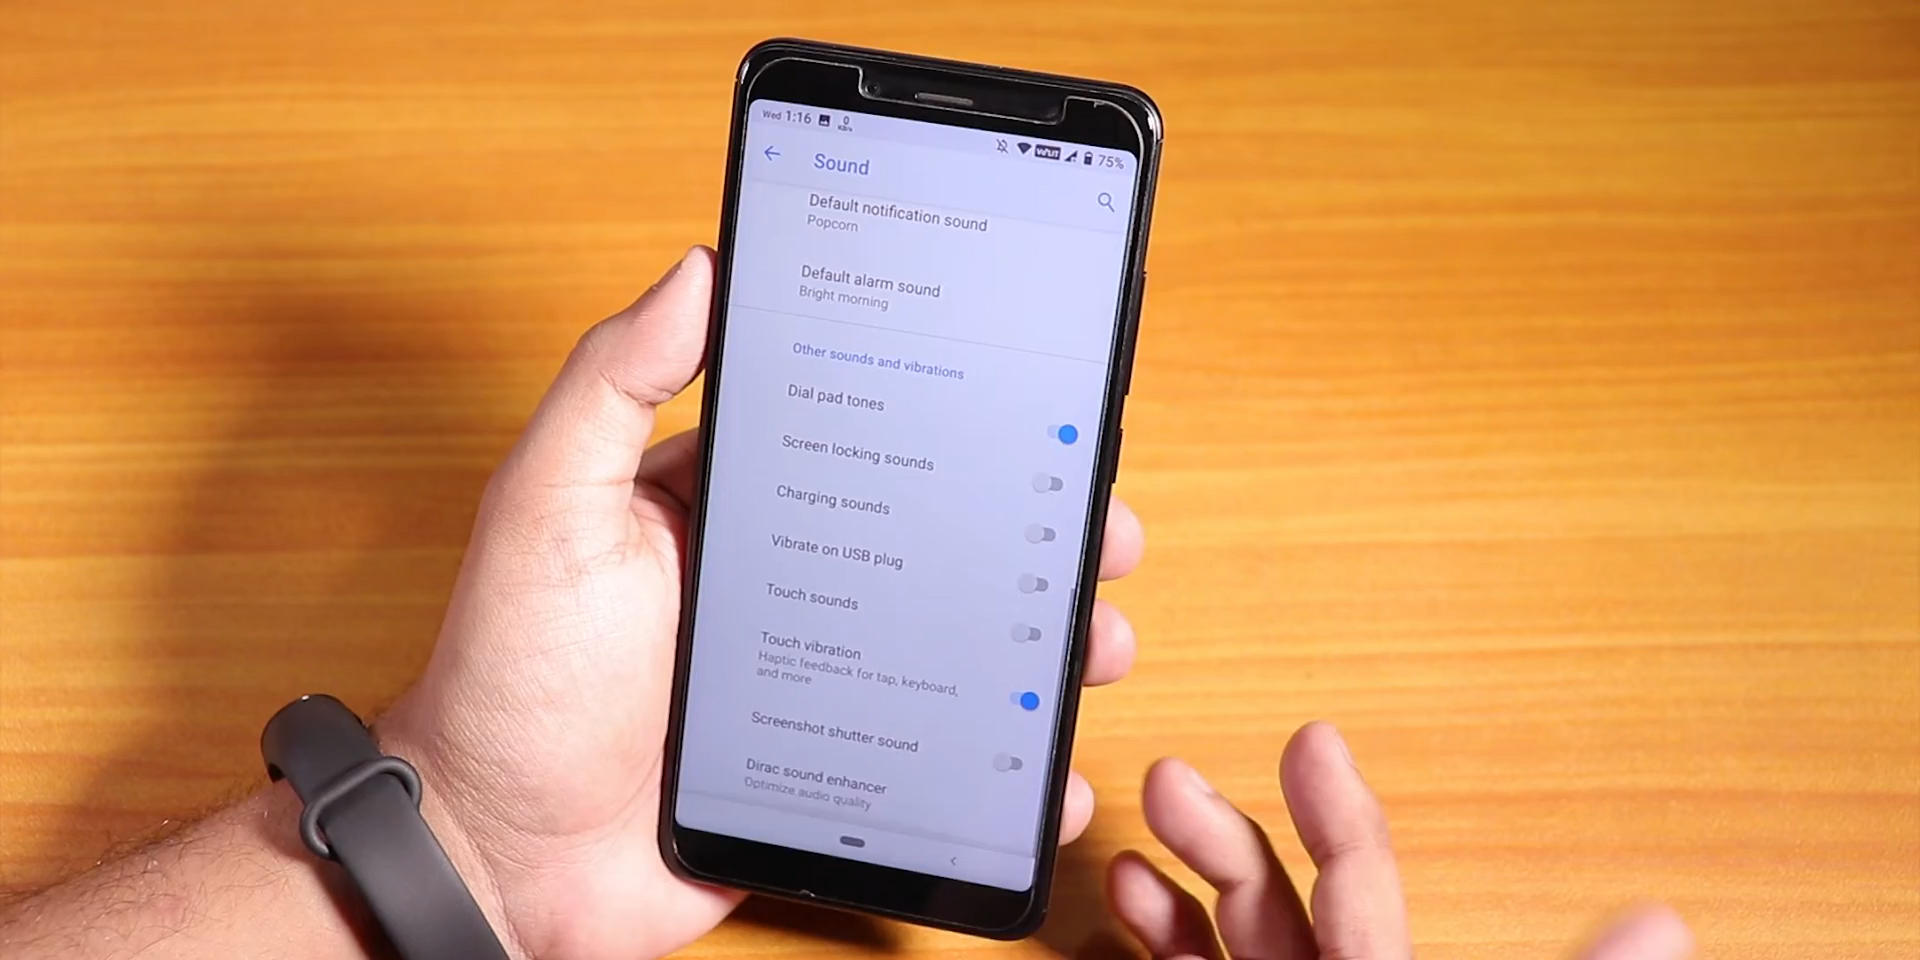 Wed 1:16 0 KB/s 75%
Sound
Default notification sound
Popcorn
Default alarm sound
Bright morning
Other sounds and vibrations
Dial pad tones
Screen locking sounds
Charging sounds
Vibrate on USB plug
Touch sounds
Touch vibration
Haptic feedback for tap, keyboard,
and more
Screenshot shutter sound
Dirac sound enhancer
Optimize audio quality